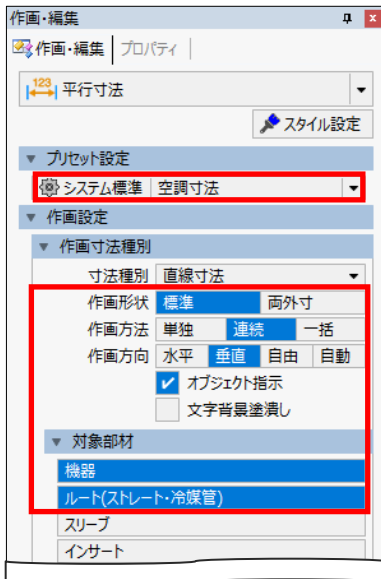 作画・編集
作画・編集 プロパティ
123 平行寸法
スタイル設定
プリセット設定
システム標準 空調寸法
作画設定
作画寸法種別
寸法種別 直線寸法
作画形状 標準 両外寸
作画方法 単独 連続 一括
作画方向 水平 垂直 自由 自動
オブジェクト指示
文字背景塗潰し
対象部材
機器
ルート(ストレート・冷媒管)
スリーブ
インサート